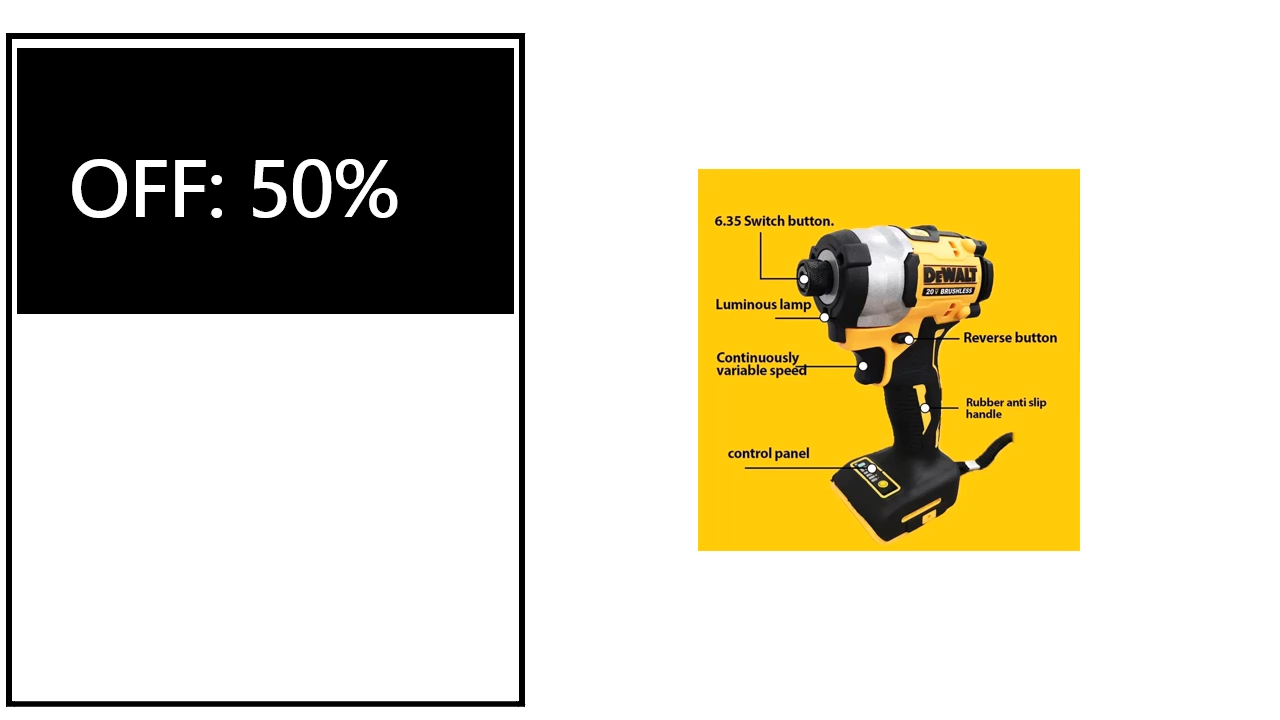 OFF: 50%
6.35 Switch button.
DEWALT
20V BRUSHLESS
Luminous lamp
Reverse button
Continuously
variable speed
Rubber anti slip
handle
control panel